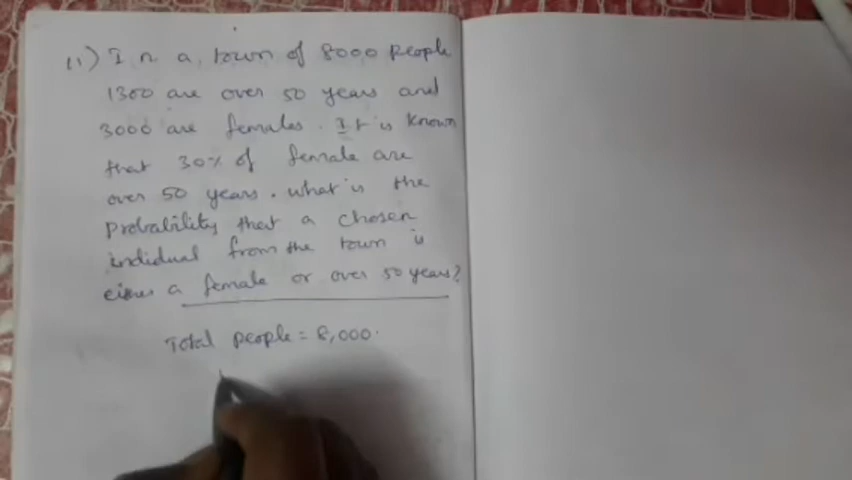 11) In a town of 8000 people
1300 are over 50 years and
3000 are females. It is known
that 30% of female are
over 50 years. what is the
probability that a chosen
indidual from the town is
either a female or over 50 years?
Total people = 8,000.